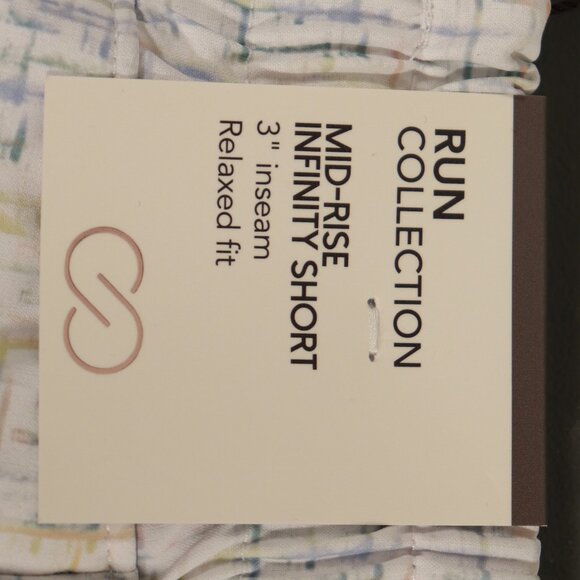 RUN
COLLECTION
MID-RISE
INFINITY SHORT
3" inseam
Relaxed fit